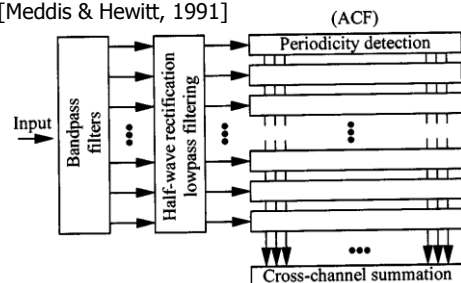 [Meddis & Hewitt, 1991]
(ACF)
Periodicity detection
Input
Bandpass
filters
Half-wave rectification
lowpass filtering
Cross-channel summation